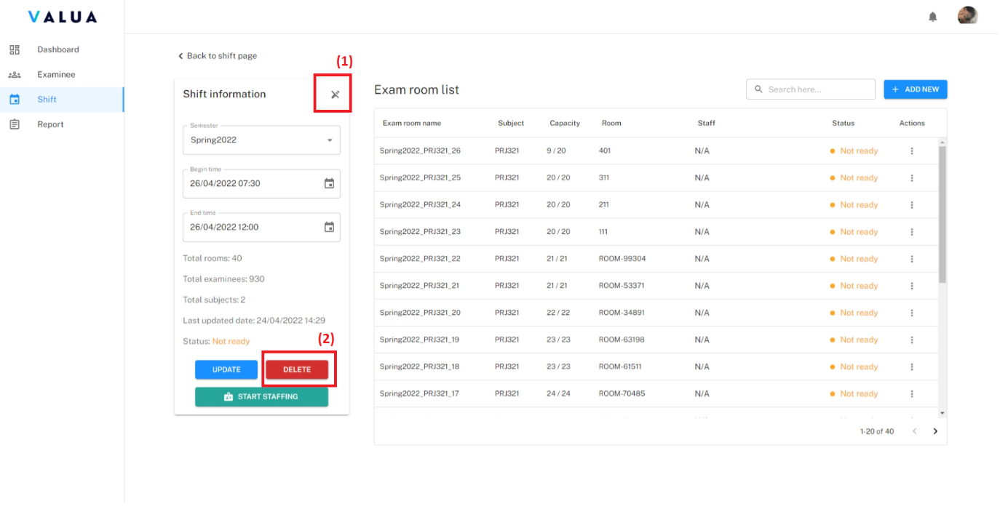 VALUA
Dashboard
Examinee
Shift
Report
Back to shift page
(1)
Shift information
Semester
Spring2022
Begin time
26/04/2022 07:30
End time
26/04/2022 12:00
Total rooms: 40
Total examinees: 930
Total subjects: 2
Last updated date: 24/04/2022 14:29
Status: Not ready
(2)
UPDATE DELETE
START STAFFING
Exam room list
Search here...
+ ADD NEW
Exam room name Subject Capacity Room Staff Status Actions
Spring2022_PRJ321_26 PRJ321 9 / 20 401 N/A Not ready
Spring2022_PRJ321_25 PRJ321 20 / 20 311 N/A Not ready
Spring2022_PRJ321_24 PRJ321 20 / 20 211 N/A Not ready
Spring2022_PRJ321_23 PRJ321 20 / 20 111 N/A Not ready
Spring2022_PRJ321_22 PRJ321 21 / 21 ROOM-99304 N/A Not ready
Spring2022_PRJ321_21 PRJ321 21 / 21 ROOM-53371 N/A Not ready
Spring2022_PRJ321_20 PRJ321 22 / 22 ROOM-34891 N/A Not ready
Spring2022_PRJ321_19 PRJ321 23 / 23 ROOM-63198 N/A Not ready
Spring2022_PRJ321_18 PRJ321 23 / 23 ROOM-61511 N/A Not ready
Spring2022_PRJ321_17 PRJ321 24 / 24 ROOM-70485 N/A Not ready
1-20 of 40